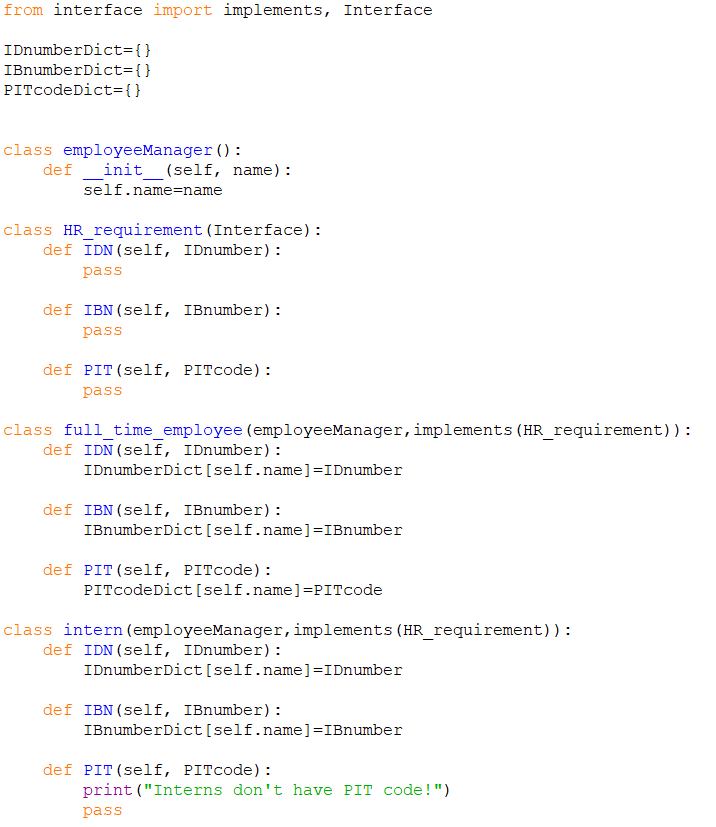 from interface import implements, Interface

IDnumberDict={}
IBnumberDict={}
PITcodeDict={}


class employeeManager():
    def __init__(self, name):
        self.name=name

class HR_requirement(Interface):
    def IDN(self, IDnumber):
        pass

    def IBN(self, IBnumber):
        pass

    def PIT(self, PITcode):
        pass

class full_time_employee(employeeManager,implements(HR_requirement)):
    def IDN(self, IDnumber):
        IDnumberDict[self.name]=IDnumber

    def IBN(self, IBnumber):
        IBnumberDict[self.name]=IBnumber

    def PIT(self, PITcode):
        PITcodeDict[self.name]=PITcode

class intern(employeeManager,implements(HR_requirement)):
    def IDN(self, IDnumber):
        IDnumberDict[self.name]=IDnumber

    def IBN(self, IBnumber):
        IBnumberDict[self.name]=IBnumber

    def PIT(self, PITcode):
        print("Interns don't have PIT code!")
        pass